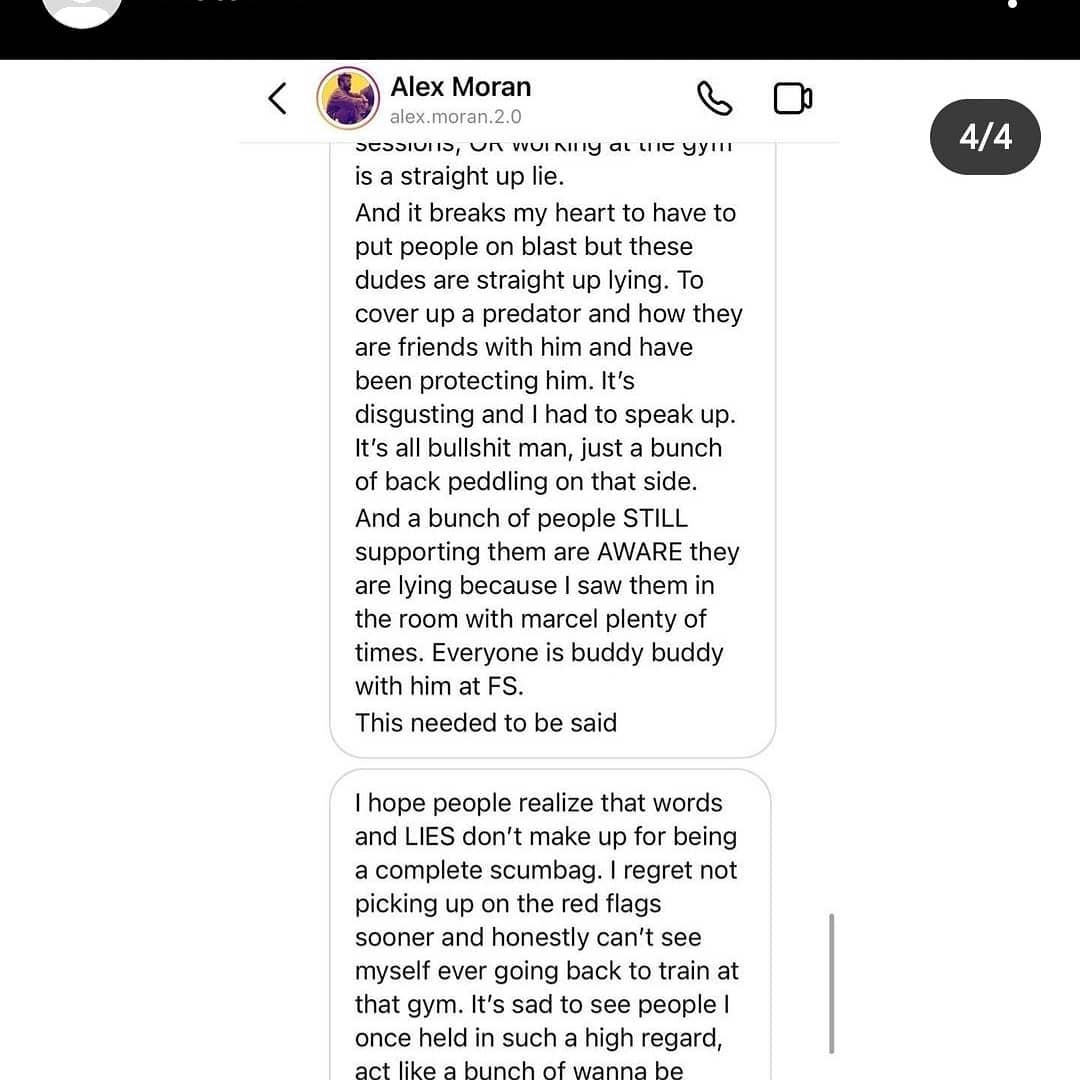 Alex Moran
alex.moran.2.0
4/4
sessions, OR working at the gym
is a straight up lie.
And it breaks my heart to have to
put people on blast but these
dudes are straight up lying. To
cover up a predator and how they
are friends with him and have
been protecting him. It’s
disgusting and I had to speak up.
It’s all bullshit man, just a bunch
of back peddling on that side.
And a bunch of people STILL
supporting them are AWARE they
are lying because I saw them in
the room with marcel plenty of
times. Everyone is buddy buddy
with him at FS.
This needed to be said
I hope people realize that words
and LIES don’t make up for being
a complete scumbag. I regret not
picking up on the red flags
sooner and honestly can’t see
myself ever going back to train at
that gym. It’s sad to see people I
once held in such a high regard,
act like a bunch of wanna be